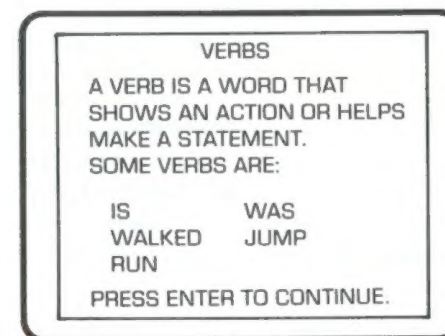 VERBS
A VERB IS A WORD THAT
SHOWS AN ACTION OR HELPS
MAKE A STATEMENT.
SOME VERBS ARE:
IS WAS
WALKED JUMP
RUN
PRESS ENTER TO CONTINUE.